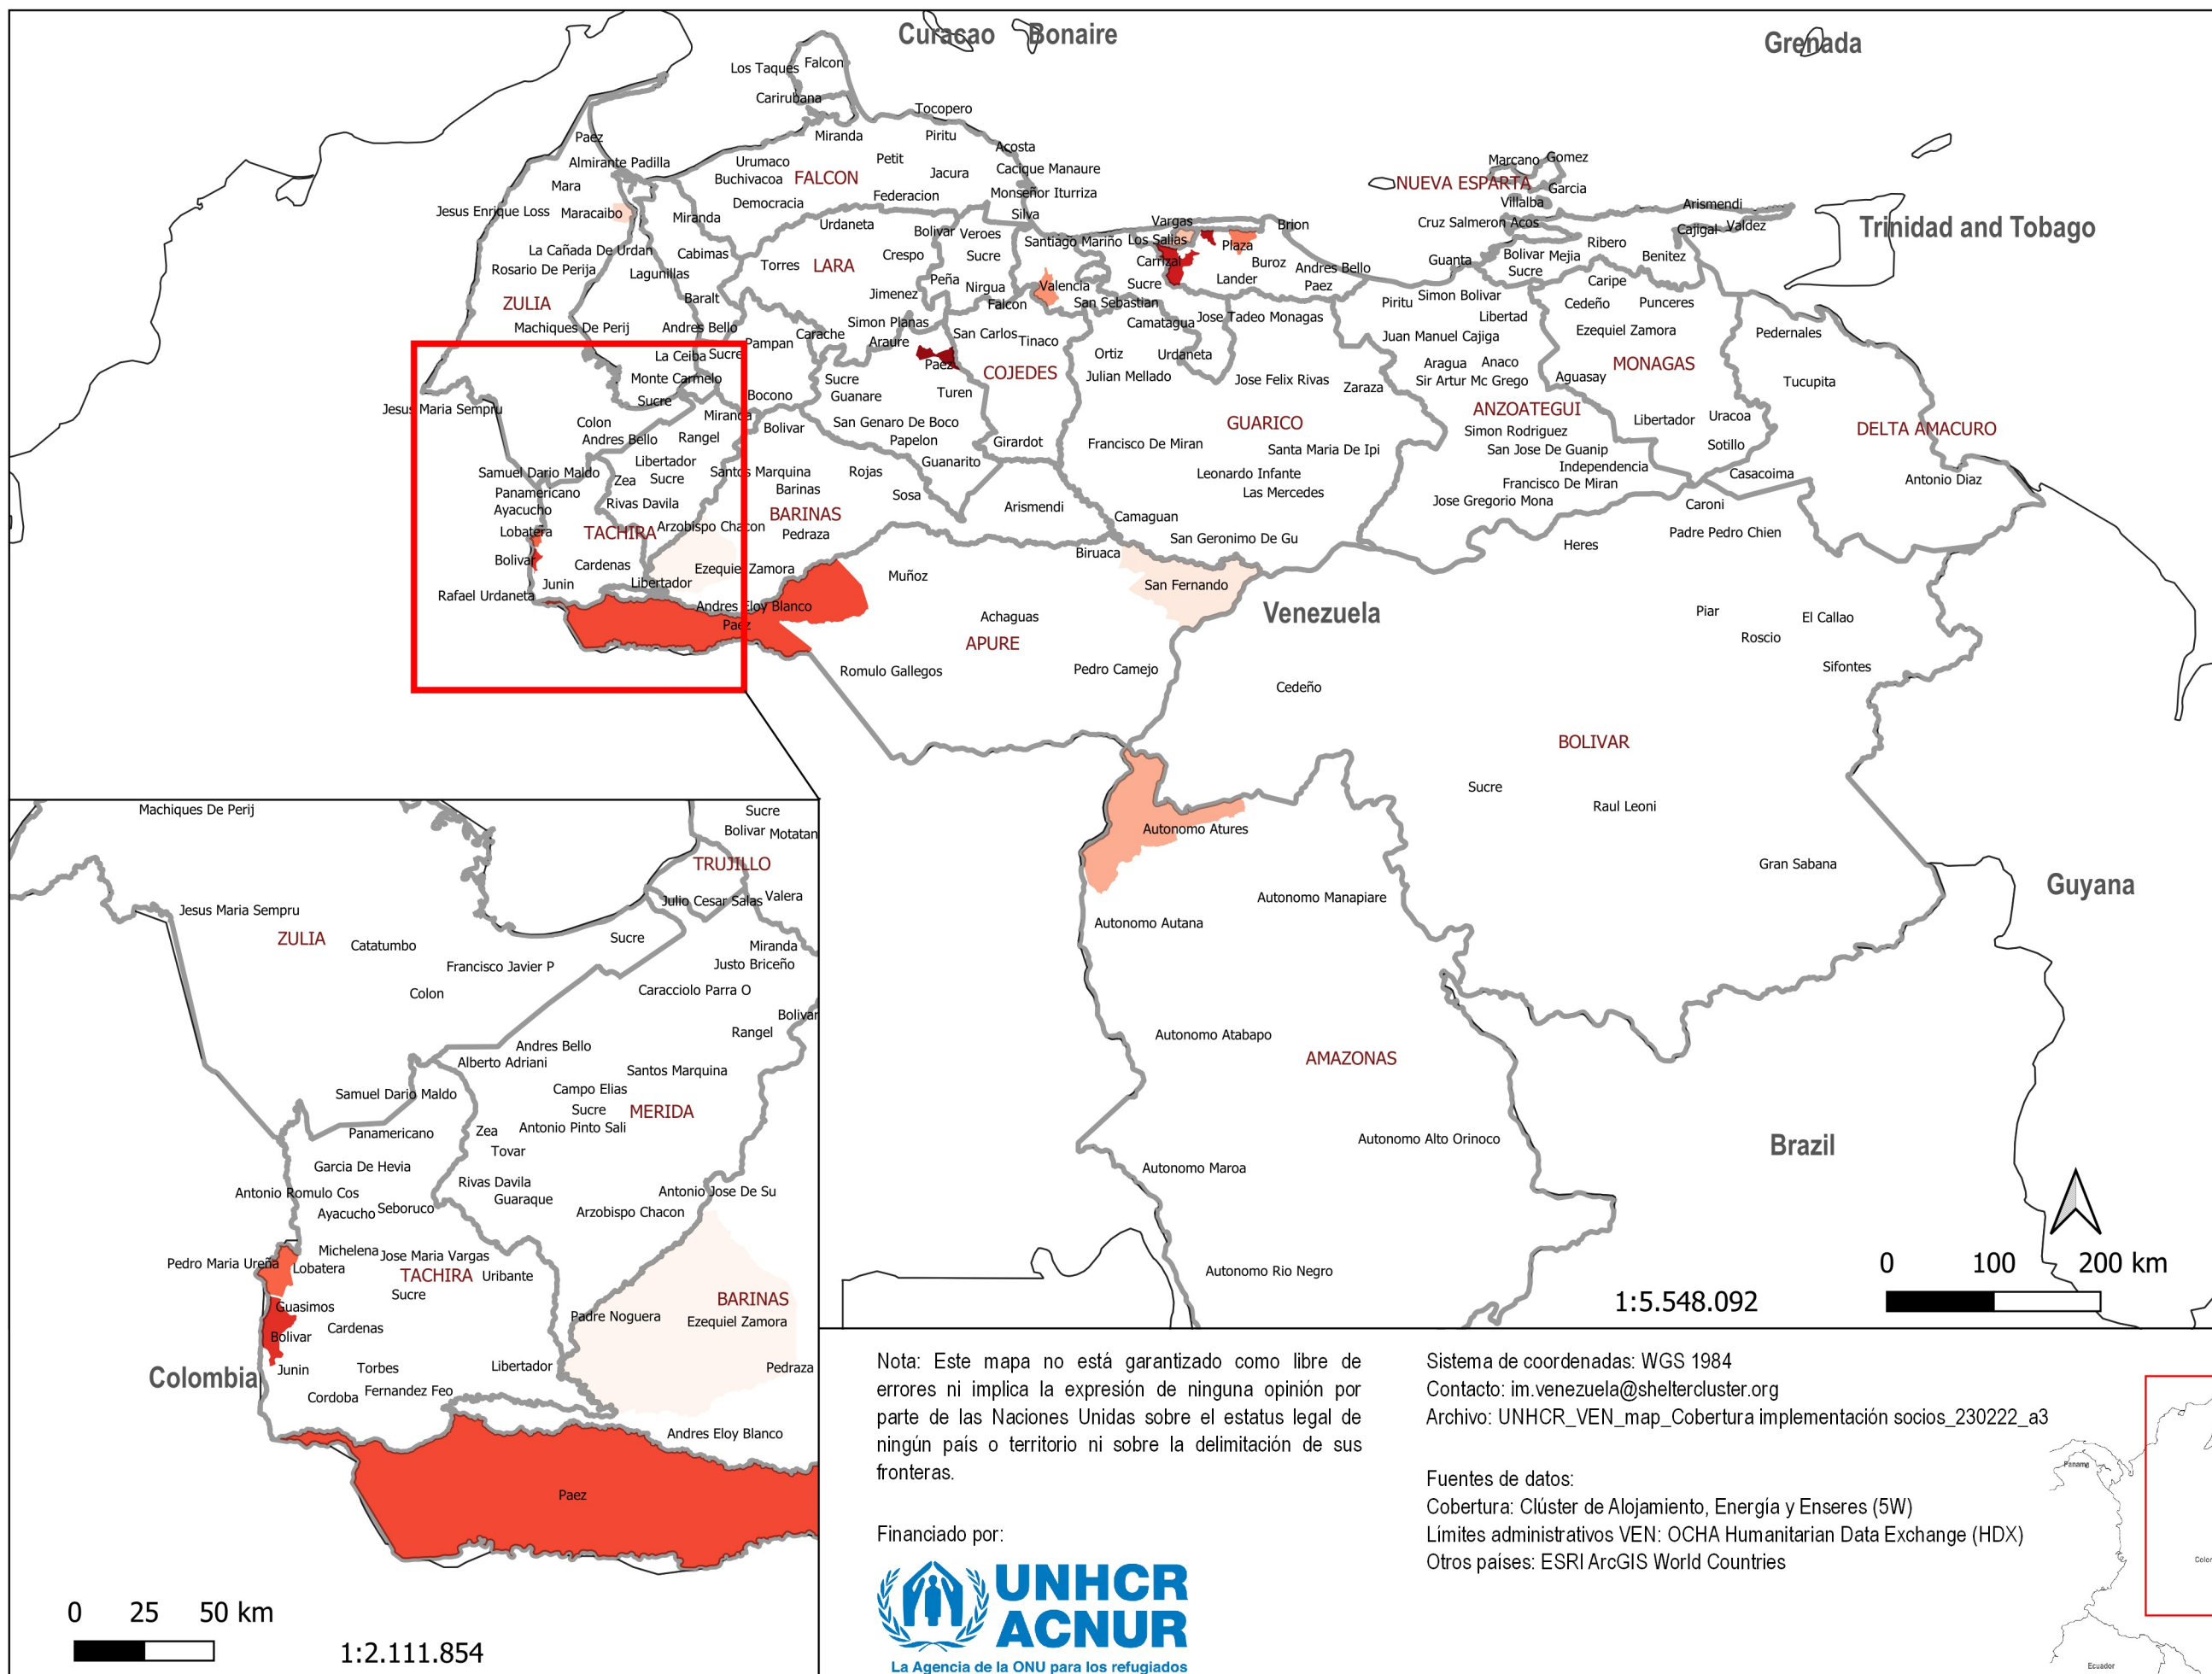 Curacao
Bonaire
Grenada
Los Taques
Falcon
Carirubana
Tocopero
Paez
Miranda
Piritu
Acosta
Almirante Padilla
Urumaco
Petit
Cacique Manaure
Marcano
Gomez
Mara
Buchivacoa
FALCON
Jacura
NUEVA ESPARTA
Garcia
Federacion
Monseñor Iturriza
Villalba
Jesus Enrique Loss
Maracaibo
Miranda
Democracia
Silva
Arismendi
Urdaneta
Vargas
Brion
Cruz Salmeron Acos
Cajigal
Valdez
Trinidad and Tobago
Bolivar
Veroes
Santiago Mariño
Los Salias
Plaza
Ribero
La Cañada De Urdan
Cabimas
Crespo
Sucre
Carrizal
Buroz
Andres Bello
Guanta
Bolivar
Mejia
Benitez
Rosario De Perija
Lagunillas
Torres
LARA
Peña
Nirgua
Valencia
Sucre
Lander
Paez
Sucre
Caripe
ZULIA
Baralt
Jimenez
Falcon
San Sebastian
Piritu
Simon Bolivar
Cedeño
Punceres
Machiques De Perij
Andres Bello
Carache
Simon Planas
San Carlos
Tinaco
Camatagua
Jose Tadeo Monagas
Libertad
Ezequiel Zamora
Pedernales
Pampan
Araure
Juan Manuel Cajiga
La Ceiba
Sucre
Paez
COJEDES
Ortiz
Urdaneta
Aragua
Anaco
MONAGAS
Monte Carmelo
Sucre
Julian Mellado
Jose Felix Rivas
Zaraza
Sir Artur Mc Grego
Aguasay
Tucupita
Sucre
Bocono
Guanare
Turen
Jesus Maria Sempru
Miranda
GUARICO
ANZOATEGUI
Colon
Bolivar
San Genaro De Boco
Libertador
Uracoa
DELTA AMACURO
Andres Bello
Rangel
Papelon
Girardot
Francisco De Miran
Santa Maria De Ipi
Simon Rodriguez
San Jose De Guanip
Sotillo
Libertador
Guanarito
Independencia
Samuel Dario Maldo
Zea
Sucre
Santos Marquina
Rojas
Leonardo Infante
Francisco De Miran
Casacoima
Antonio Diaz
Panamericano
Barinas
Sosa
Las Mercedes
Jose Gregorio Mona
Caroni
Ayacucho
Rivas Davila
BARINAS
Arismendi
Camaguan
Lobatera
TACHIRA
Arzobispo Chacon
Pedraza
San Geronimo De Gu
Heres
Padre Pedro Chien
Bolivar
Cardenas
Ezequiel Zamora
Muñoz
Biruaca
Junin
Libertador
San Fernando
Rafael Urdaneta
Andres Eloy Blanco
Achaguas
Venezuela
Piar
El Callao
Paez
APURE
Roscio
Romulo Gallegos
Pedro Camejo
Cedeño
Sifontes
BOLIVAR
Sucre
Raul Leoni
Autonomo Atures
Gran Sabana
Guyana
Autonomo Manapiare
Autonomo Autana
Autonomo Atabapo
AMAZONAS
Autonomo Alto Orinoco
Brazil
Autonomo Maroa
Autonomo Rio Negro
0 100 200 km
1:5.548.092
Machiques De Perij
Sucre
Bolivar
Motatan
TRUJILLO
Julio Cesar Salas
Valera
Jesus Maria Sempru
ZULIA
Catatumbo
Sucre
Miranda
Francisco Javier P
Justo Briceño
Colon
Caracciolo Parra O
Bolivar
Rangel
Andres Bello
Alberto Adriani
Santos Marquina
Samuel Dario Maldo
Campo Elias
Sucre
MERIDA
Panamericano
Zea
Antonio Pinto Sali
Tovar
Garcia De Hevia
Antonio Romulo Cos
Rivas Davila
Antonio Jose De Su
Ayacucho
Seboruco
Guaraque
Arzobispo Chacon
Pedro Maria Ureña
Michelena
Jose Maria Vargas
Lobatera
TACHIRA
Uribante
Sucre
BARINAS
Guasimos
Padre Noguera
Ezequiel Zamora
Bolivar
Cardenas
Colombia
Junin
Torbes
Libertador
Pedraza
Cordoba
Fernandez Feo
Andres Eloy Blanco
Paez
0 25 50 km
1:2.111.854
Nota: Este mapa no está garantizado como libre de
errores ni implica la expresión de ninguna opinión por
parte de las Naciones Unidas sobre el estatus legal de
ningún país o territorio ni sobre la delimitación de sus
fronteras.
Financiado por:
UNHCR
ACNUR
La Agencia de la ONU para los refugiados
Sistema de coordenadas: WGS 1984
Contacto: im.venezuela@sheltercluster.org
Archivo: UNHCR_VEN_map_Cobertura implementación socios_230222_a3
Fuentes de datos:
Cobertura: Clúster de Alojamiento, Energía y Enseres (5W)
Límites administrativos VEN: OCHA Humanitarian Data Exchange (HDX)
Otros países: ESRI ArcGIS World Countries
Panama
Ecuador